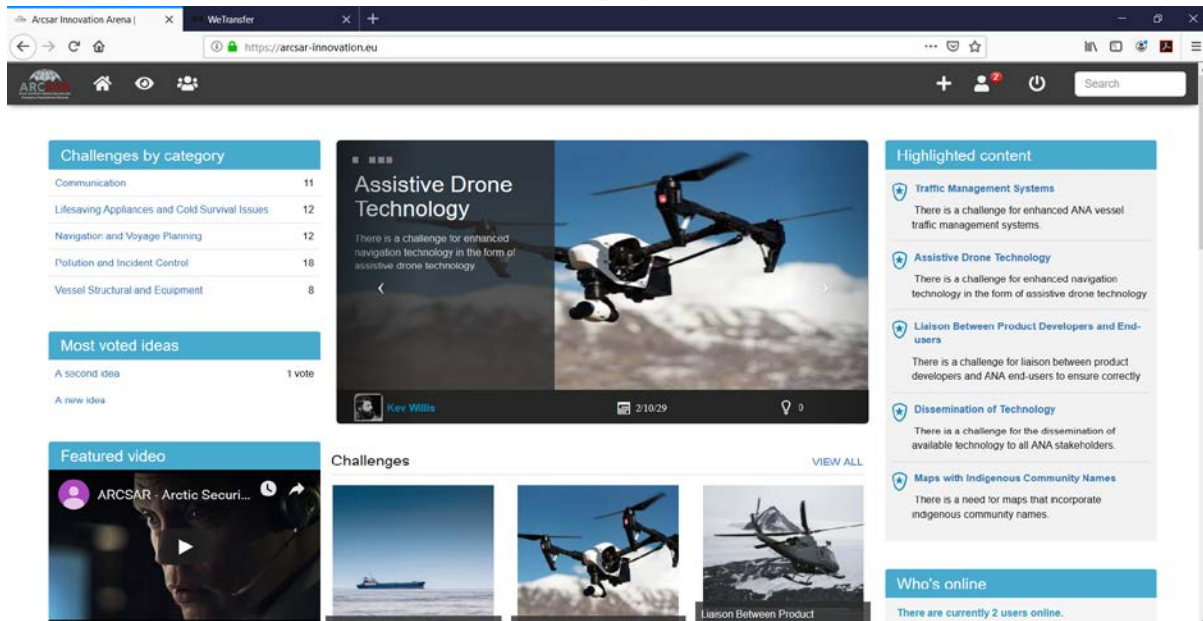 Arcsar Innovation Arena |
WeTransfer
https://arcsar-innovation.eu
ARCSAR
2
Search
Challenges by category
Communication 11
Lifesaving Appliances and Cold Survival Issues 12
Navigation and Voyage Planning 12
Pollution and Incident Control 18
Vessel Structural and Equipment 8
Most voted ideas
A second idea 1 vote
A new idea
Featured video
ARCSAR - Arctic Securi...
Assistive Drone
Technology
There is a challenge for enhanced
navigation technology in the form of
assistive drone technology
Kev Willis 2/10/29 0
Challenges VIEW ALL
Liaison Between Product
Highlighted content
Traffic Management Systems
There is a challenge for enhanced ANA vessel
traffic management systems.
Assistive Drone Technology
There is a challenge for enhanced navigation
technology in the form of assistive drone technology
Liaison Between Product Developers and End-
users
There is a challenge for liaison between product
developers and ANA end-users to ensure correctly
Dissemination of Technology
There is a challenge for the dissemination of
available technology to all ANA stakeholders.
Maps with Indigenous Community Names
There is a need for maps that incorporate
indigenous community names.
Who's online
There are currently 2 users online.